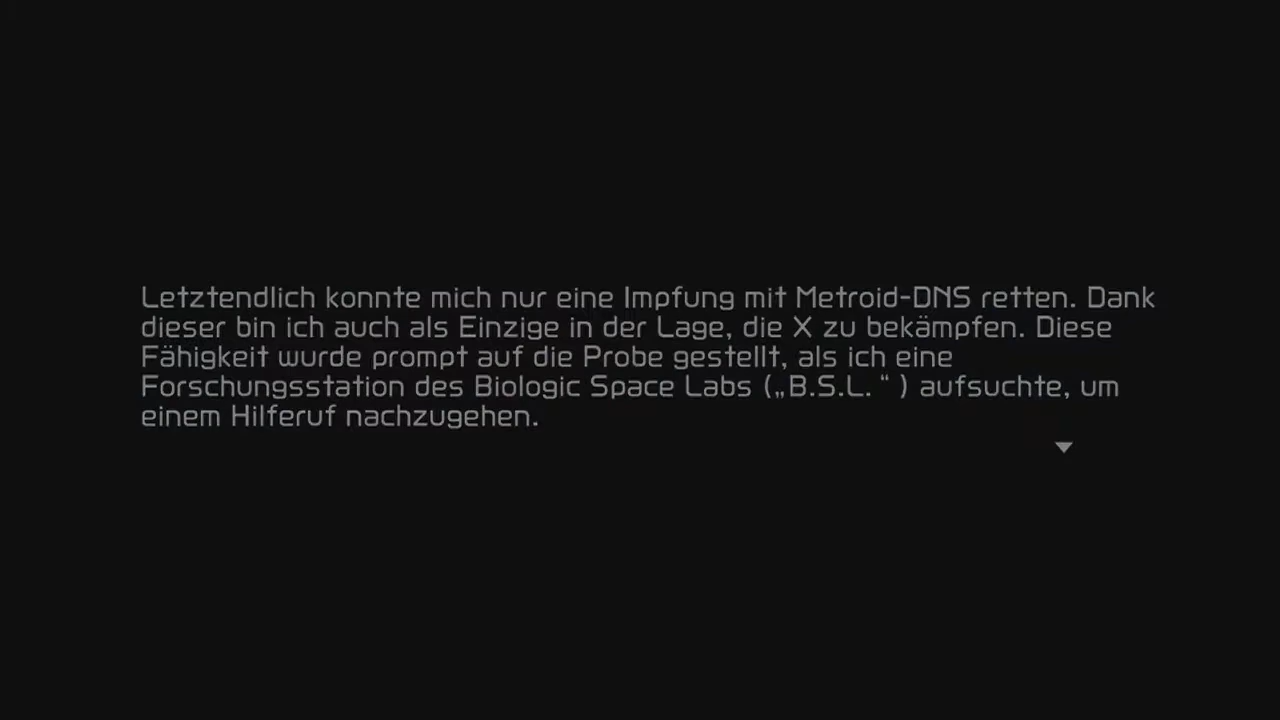 Letztendlich konnte mich nur eine Impfung mit Metroid-DNS retten. Dank
dieser bin ich auch als Einzige in der Lage, die X zu bekämpfen. Diese
Fähigkeit wurde prompt auf die Probe gestellt, als ich eine
Forschungsstation des Biologic Space Labs („B.S.L. “ ) aufsuchte, um
einem Hilferuf nachzugehen.